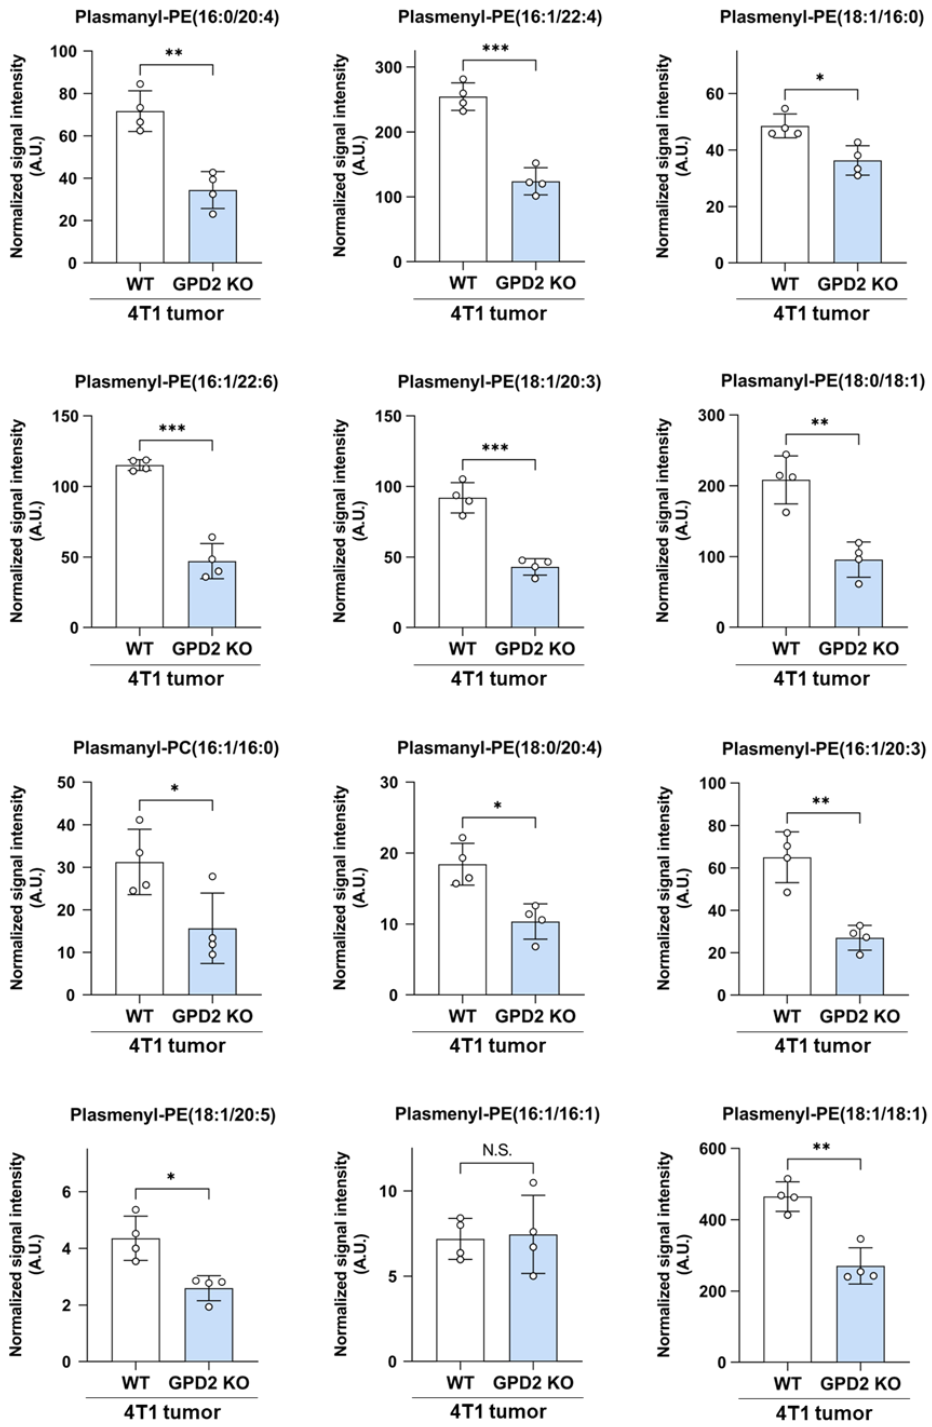 Plasmanyl-PE(16:0/20:4)
Normalized signal intensity
(A.U.)
100
80
60
40
20
0
**
WT
GPD2 KO
4T1 tumor
Plasmenyl-PE(16:1/22:4)
Normalized signal intensity
(A.U.)
300
200
100
0
***
WT
GPD2 KO
4T1 tumor
Plasmenyl-PE(18:1/16:0)
Normalized signal intensity
(A.U.)
60
40
20
0
*
WT
GPD2 KO
4T1 tumor
Plasmenyl-PE(16:1/22:6)
Normalized signal intensity
(A.U.)
150
100
50
0
***
WT
GPD2 KO
4T1 tumor
Plasmenyl-PE(18:1/20:3)
Normalized signal intensity
(A.U.)
150
100
50
0
***
WT
GPD2 KO
4T1 tumor
Plasmanyl-PE(18:0/18:1)
Normalized signal intensity
(A.U.)
300
200
100
0
**
WT
GPD2 KO
4T1 tumor
Plasmanyl-PC(16:1/16:0)
Normalized signal intensity
(A.U.)
50
40
30
20
10
0
*
WT
GPD2 KO
4T1 tumor
Plasmanyl-PE(18:0/20:4)
Normalized signal intensity
(A.U.)
30
20
10
0
*
WT
GPD2 KO
4T1 tumor
Plasmenyl-PE(16:1/20:3)
Normalized signal intensity
(A.U.)
100
80
60
40
20
0
**
WT
GPD2 KO
4T1 tumor
Plasmenyl-PE(18:1/20:5)
Normalized signal intensity
(A.U.)
6
4
2
0
*
WT
GPD2 KO
4T1 tumor
Plasmenyl-PE(16:1/16:1)
Normalized signal intensity
(A.U.)
10
5
0
N.S.
WT
GPD2 KO
4T1 tumor
Plasmenyl-PE(18:1/18:1)
Normalized signal intensity
(A.U.)
600
400
200
0
**
WT
GPD2 KO
4T1 tumor